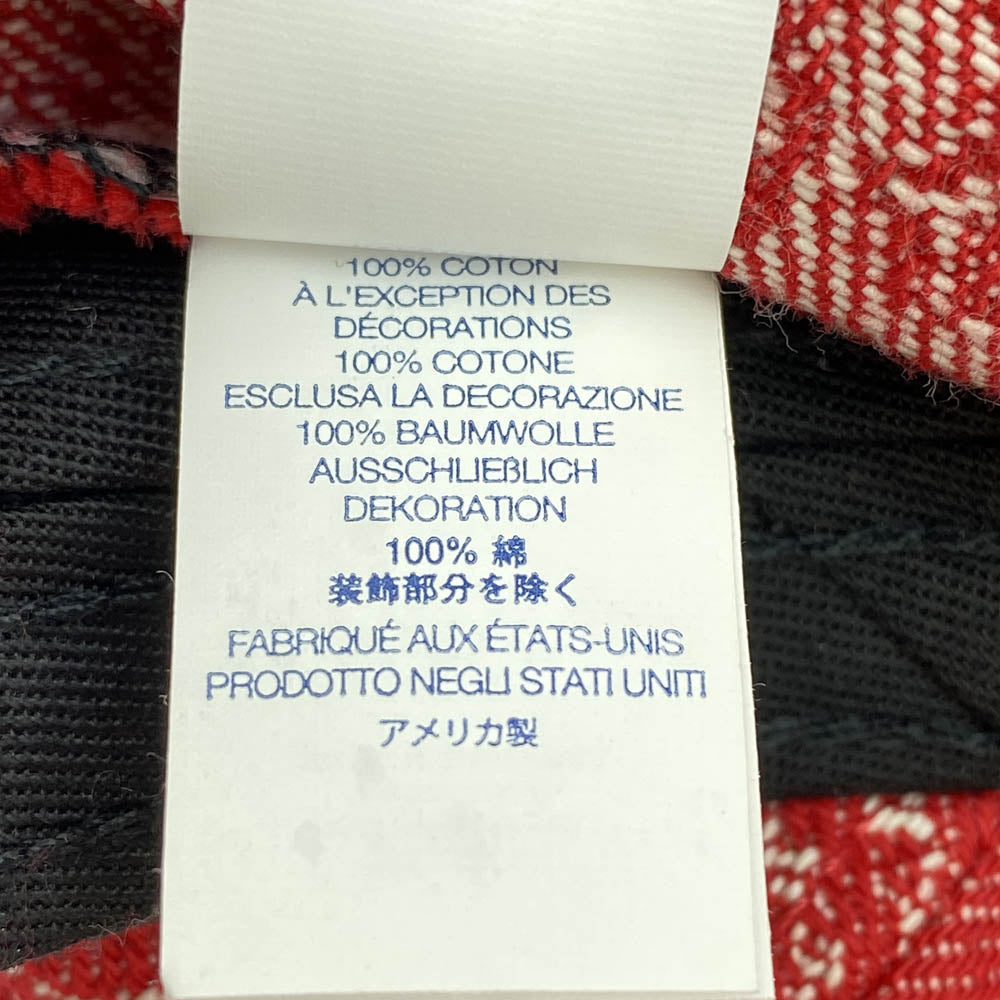 100% COTON
À L'EXCEPTION DES
DÉCORATIONS
100% COTONE
ESCLUSA LA DECORAZIONE
100% BAUMWOLLE
AUSSCHLIEßLICH
DEKORATION
100% 綿
装飾部分を除く
FABRIQUÉ AUX ÉTATS-UNIS
PRODOTTO NEGLI STATI UNITI
アメリカ製